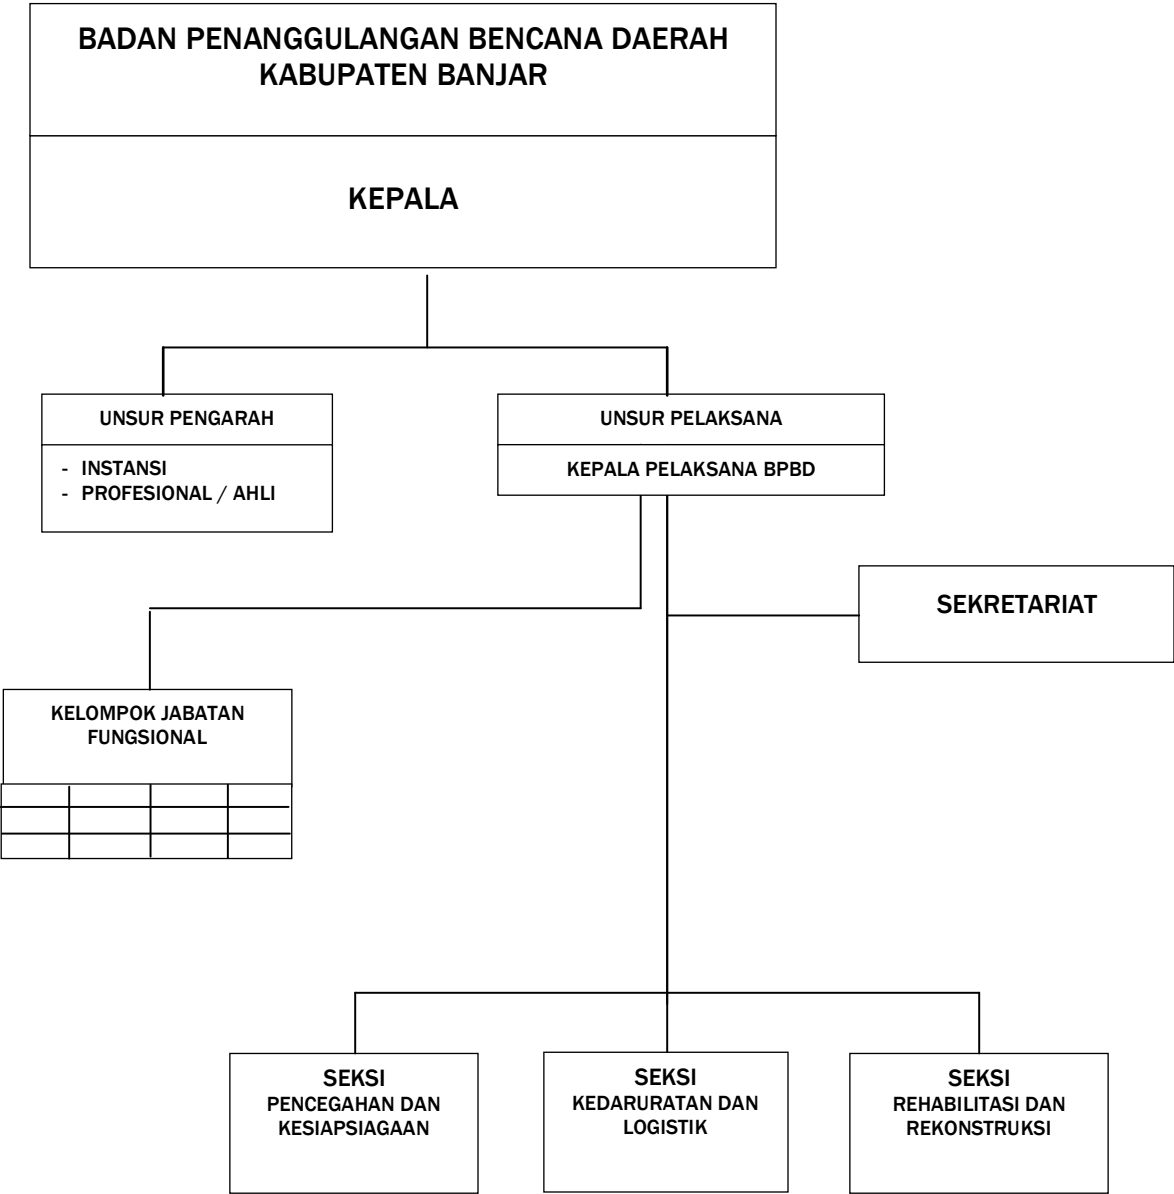 BADAN PENANGGULANGAN BENCANA DAERAH
KABUPATEN BANJAR
KEPALA
UNSUR PENGARAH
- INSTANSI
- PROFESIONAL / AHLI
UNSUR PELAKSANA
KEPALA PELAKSANA BPBD
SEKRETARIAT
KELOMPOK JABATAN
FUNGSIONAL
SEKSI
PENCEGAHAN DAN
KESIAPSIAGAAN
SEKSI
KEDARURATAN DAN
LOGISTIK
SEKSI
REHABILITASI DAN
REKONSTRUKSI